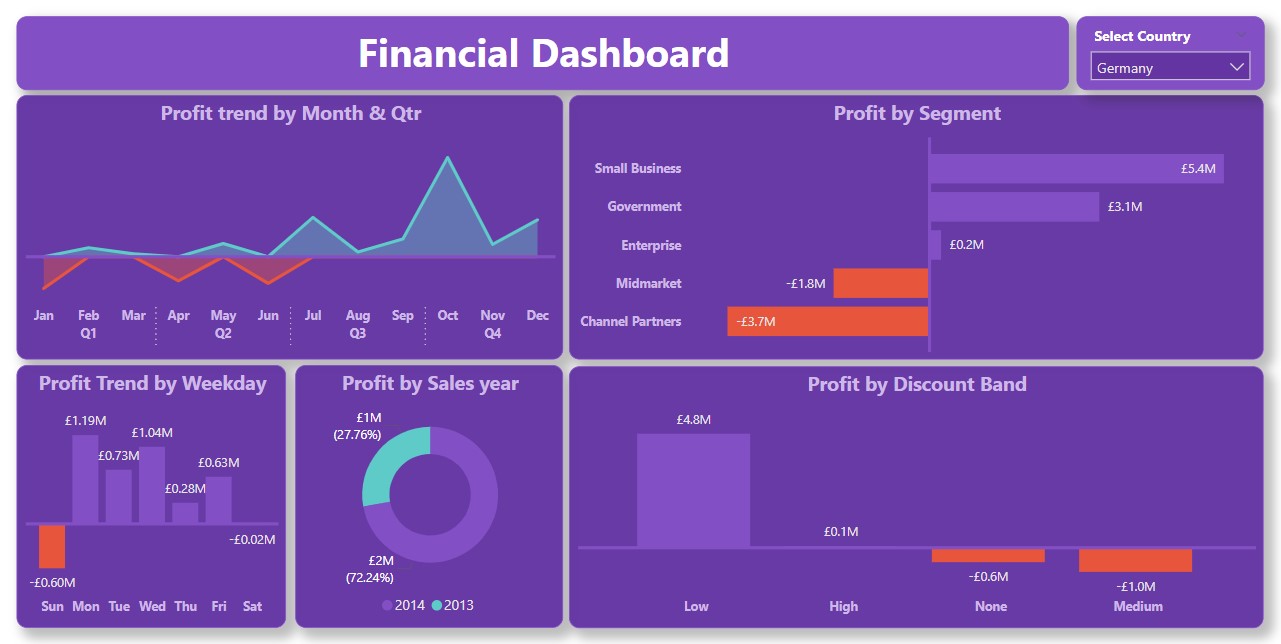 Financial Dashboard
Select Country
Germany
Profit trend by Month & Qtr
Jan Feb Mar Apr May Jun Jul Aug Sep Oct Nov Dec
Q1 Q2 Q3 Q4
Profit by Segment
Small Business £5.4M
Government £3.1M
Enterprise £0.2M
Midmarket -£1.8M
Channel Partners -£3.7M
Profit Trend by Weekday
£1.19M
£1.04M
£0.73M
£0.63M
£0.28M
-£0.02M
-£0.60M
Sun Mon Tue Wed Thu Fri Sat
Profit by Sales year
£1M
(27.76%)
£2M
(72.24%)
2014 2013
Profit by Discount Band
£4.8M
£0.1M
-£0.6M
-£1.0M
Low High None Medium